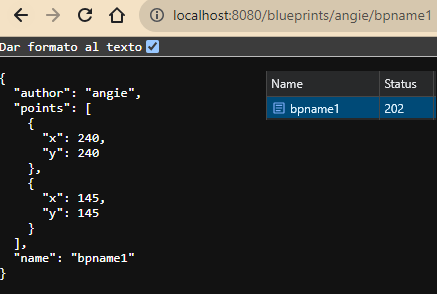 localhost:8080/blueprints/angie/bpname1
Dar formato al texto
{
  "author": "angie",
  "points": [
    {
      "x": 240,
      "y": 240
    },
    {
      "x": 145,
      "y": 145
    }
  ],
  "name": "bpname1"
}
Name Status
bpname1 202